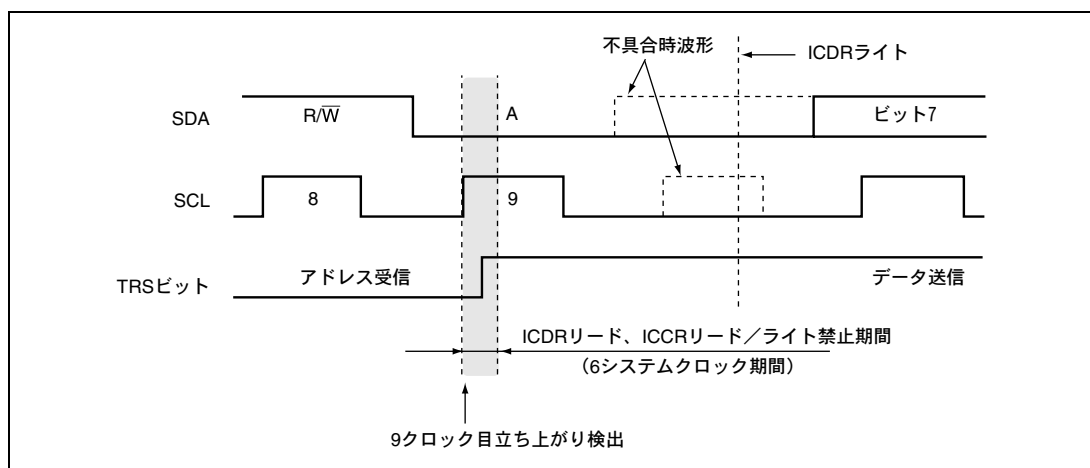 不具合時波形
ICDRライト
SDA
R/W̅
A
ビット7
SCL
8
9
TRSビット
アドレス受信
データ送信
ICDRリード、ICCRリード／ライト禁止期間
（6システムクロック期間）
9クロック目立ち上がり検出